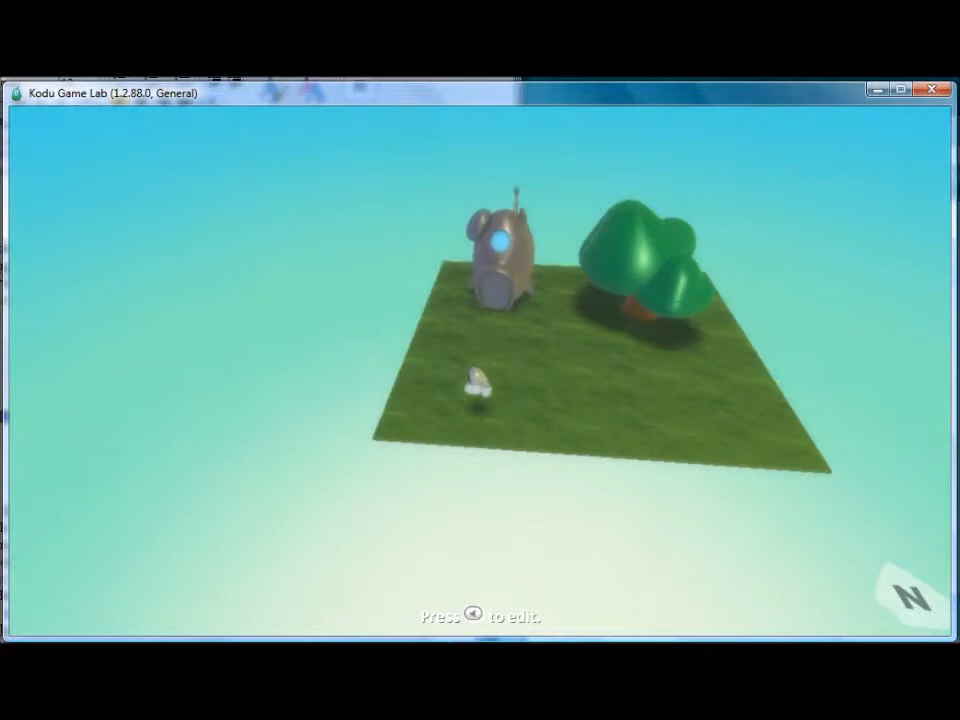 Kodu Game Lab (1.2.88.0, General)
Press to edit.
N